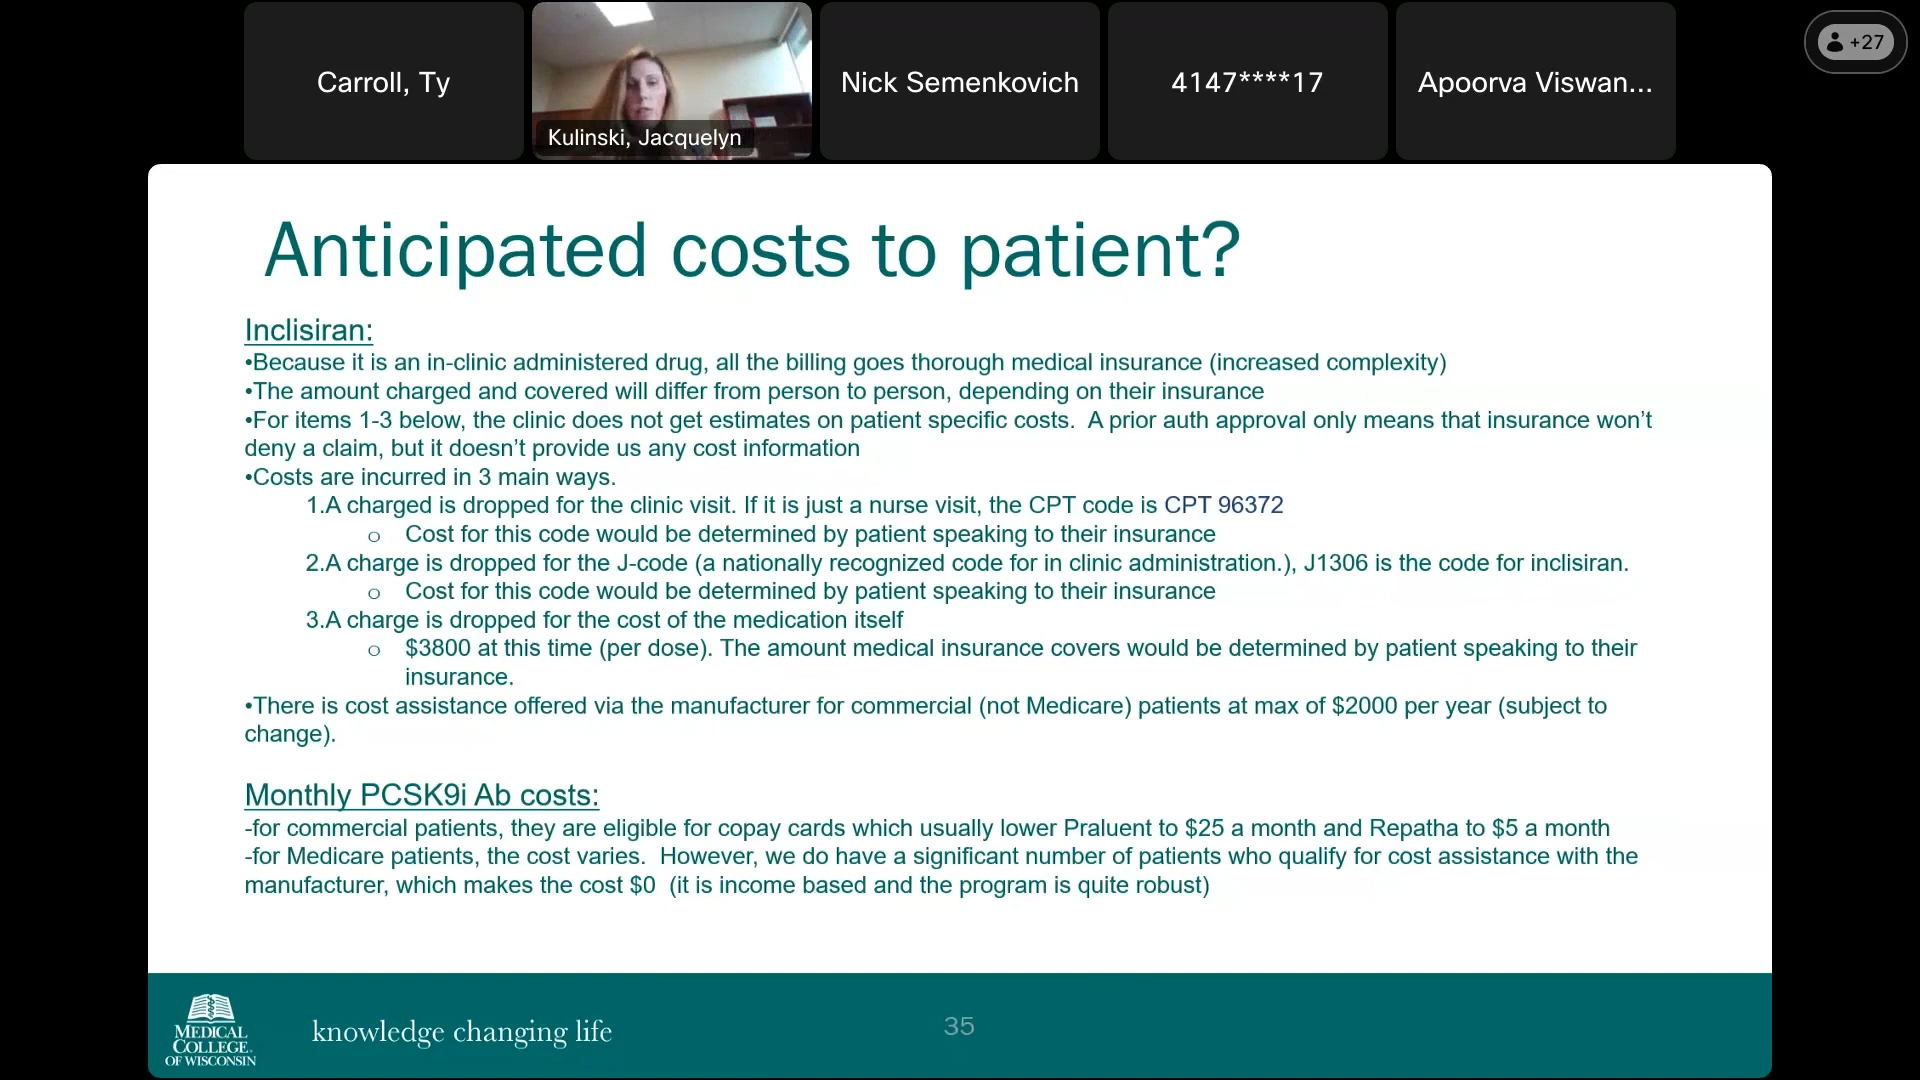 Carroll, Ty
Kulinski, Jacquelyn
Nick Semenkovich
4147****17
Apoorva Viswan...
+27
Anticipated costs to patient?
Inclisiran:
•Because it is an in-clinic administered drug, all the billing goes thorough medical insurance (increased complexity)
•The amount charged and covered will differ from person to person, depending on their insurance
•For items 1-3 below, the clinic does not get estimates on patient specific costs.  A prior auth approval only means that insurance won’t
deny a claim, but it doesn’t provide us any cost information
•Costs are incurred in 3 main ways.
1.A charged is dropped for the clinic visit. If it is just a nurse visit, the CPT code is CPT 96372
o Cost for this code would be determined by patient speaking to their insurance
2.A charge is dropped for the J-code (a nationally recognized code for in clinic administration.), J1306 is the code for inclisiran.
o Cost for this code would be determined by patient speaking to their insurance
3.A charge is dropped for the cost of the medication itself
o $3800 at this time (per dose). The amount medical insurance covers would be determined by patient speaking to their
insurance.
•There is cost assistance offered via the manufacturer for commercial (not Medicare) patients at max of $2000 per year (subject to
change).
Monthly PCSK9i Ab costs:
-for commercial patients, they are eligible for copay cards which usually lower Praluent to $25 a month and Repatha to $5 a month
-for Medicare patients, the cost varies.  However, we do have a significant number of patients who qualify for cost assistance with the
manufacturer, which makes the cost $0  (it is income based and the program is quite robust)
MEDICAL
COLLEGE
OF WISCONSIN
knowledge changing life
35